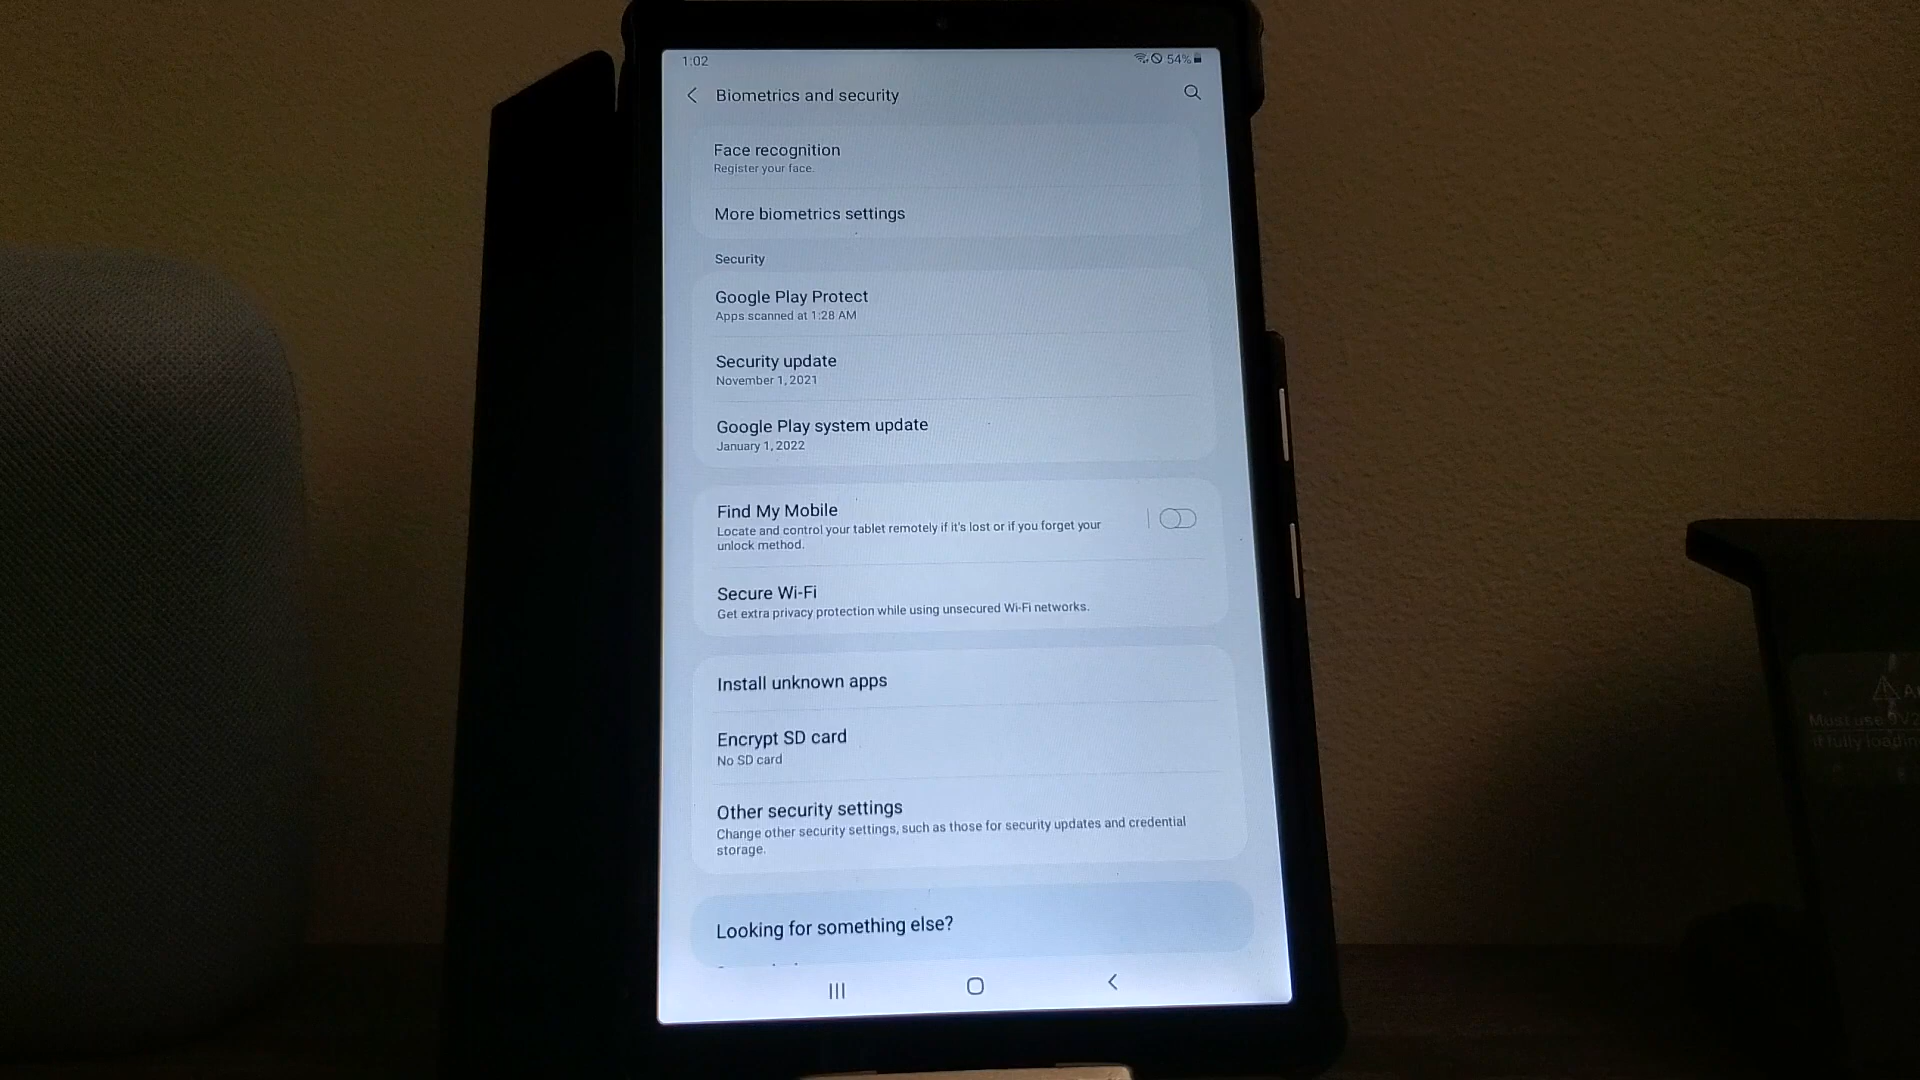 1:02
54%
Biometrics and security
Face recognition
Register your face.
More biometrics settings
Security
Google Play Protect
Apps scanned at 1:28 AM
Security update
November 1, 2021
Google Play system update
January 1, 2022
Find My Mobile
Locate and control your tablet remotely if it's lost or if you forget your
unlock method.
Secure Wi-Fi
Get extra privacy protection while using unsecured Wi-Fi networks.
Install unknown apps
Encrypt SD card
No SD card
Other security settings
Change other security settings, such as those for security updates and credential
storage.
Looking for something else?
Must use
fully